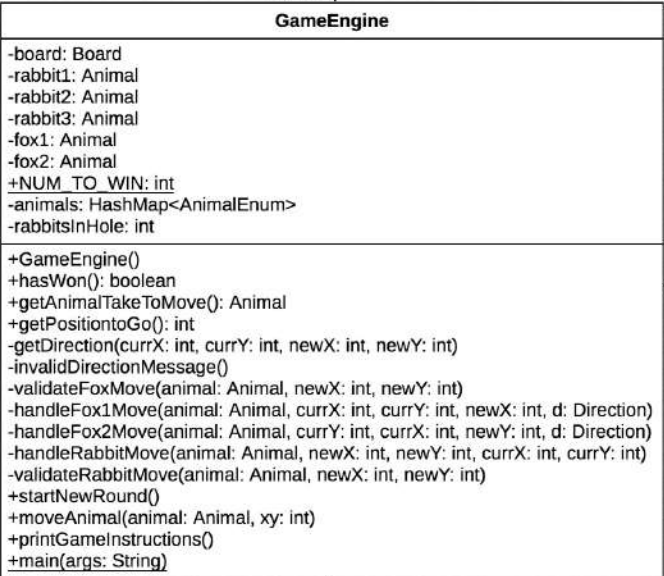 GameEngine
-board: Board
-rabbit1: Animal
-rabbit2: Animal
-rabbit3: Animal
-fox1: Animal
-fox2: Animal
+NUM_TO_WIN: int
-animals: HashMap<AnimalEnum>
-rabbitsInHole: int
+GameEngine()
+hasWon(): boolean
+getAnimalTakeToMove(): Animal
+getPositiontoGo(): int
-getDirection(currX: int, currY: int, newX: int, newY: int)
-invalidDirectionMessage()
-validateFoxMove(animal: Animal, newX: int, newY: int)
-handleFox1Move(animal: Animal, currX: int, currY: int, newX: int, d: Direction)
-handleFox2Move(animal: Animal, currY: int, currX: int, newY: int, d: Direction)
-handleRabbitMove(animal: Animal, newX: int, newY: int, currX: int, currY: int)
-validateRabbitMove(animal: Animal, newX: int, newY: int)
+startNewRound()
+moveAnimal(animal: Animal, xy: int)
+printGameInstructions()
+main(args: String)